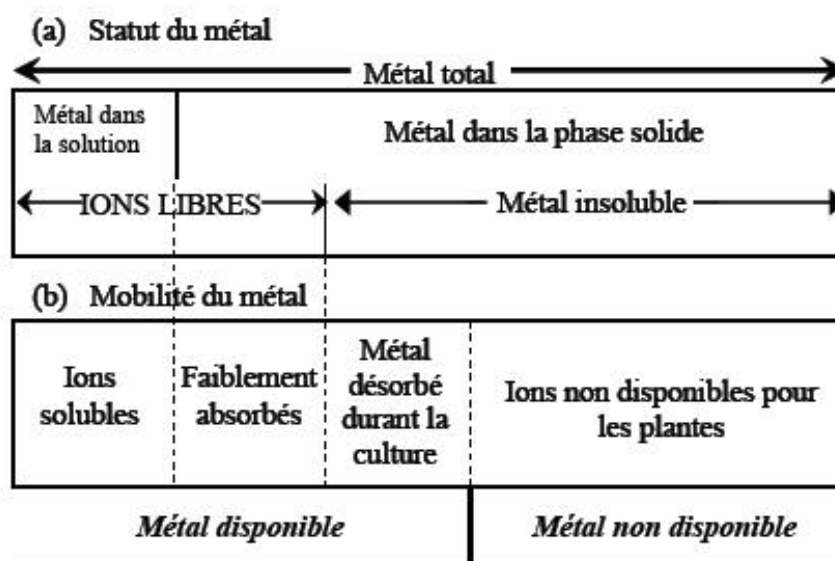 (a) Statut du métal
Métal total
Métal dans
la solution
Métal dans la phase solide
IONS LIBRES
Métal insoluble
(b) Mobilité du métal
Ions
solubles
Faiblement
absorbés
Métal
désorbé
durant la
culture
Ions non disponibles pour
les plantes
Métal disponible
Métal non disponible